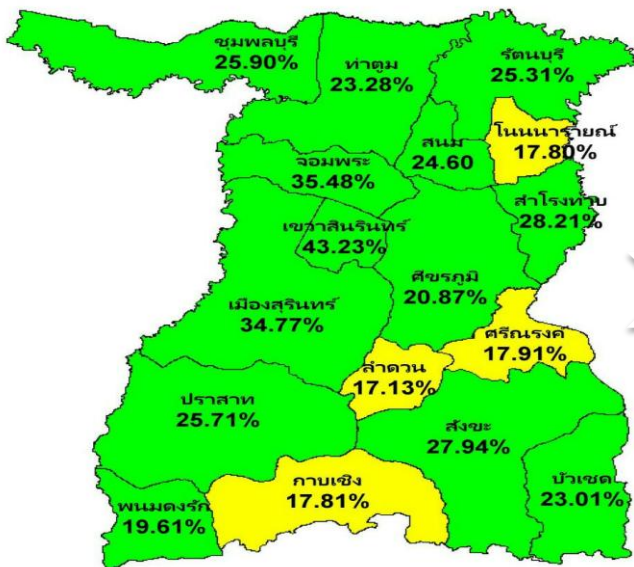 ชุมพลบุรี
25.90%
ท่าตูม
23.28%
รัตนบุรี
25.31%
โนนนารายณ์
17.80%
สนม
24.60
จอมพระ
35.48%
สำโรงทาบ
28.21%
เขวาสินรินทร์
43.23%
ศีขรภูมิ
20.87%
เมืองสุรินทร์
34.77%
ศรีณรงค์
17.91%
ลำดวน
17.13%
ปราสาท
25.71%
สังขะ
27.94%
กาบเชิง
17.81%
บัวเชด
23.01%
พนมดงรัก
19.61%